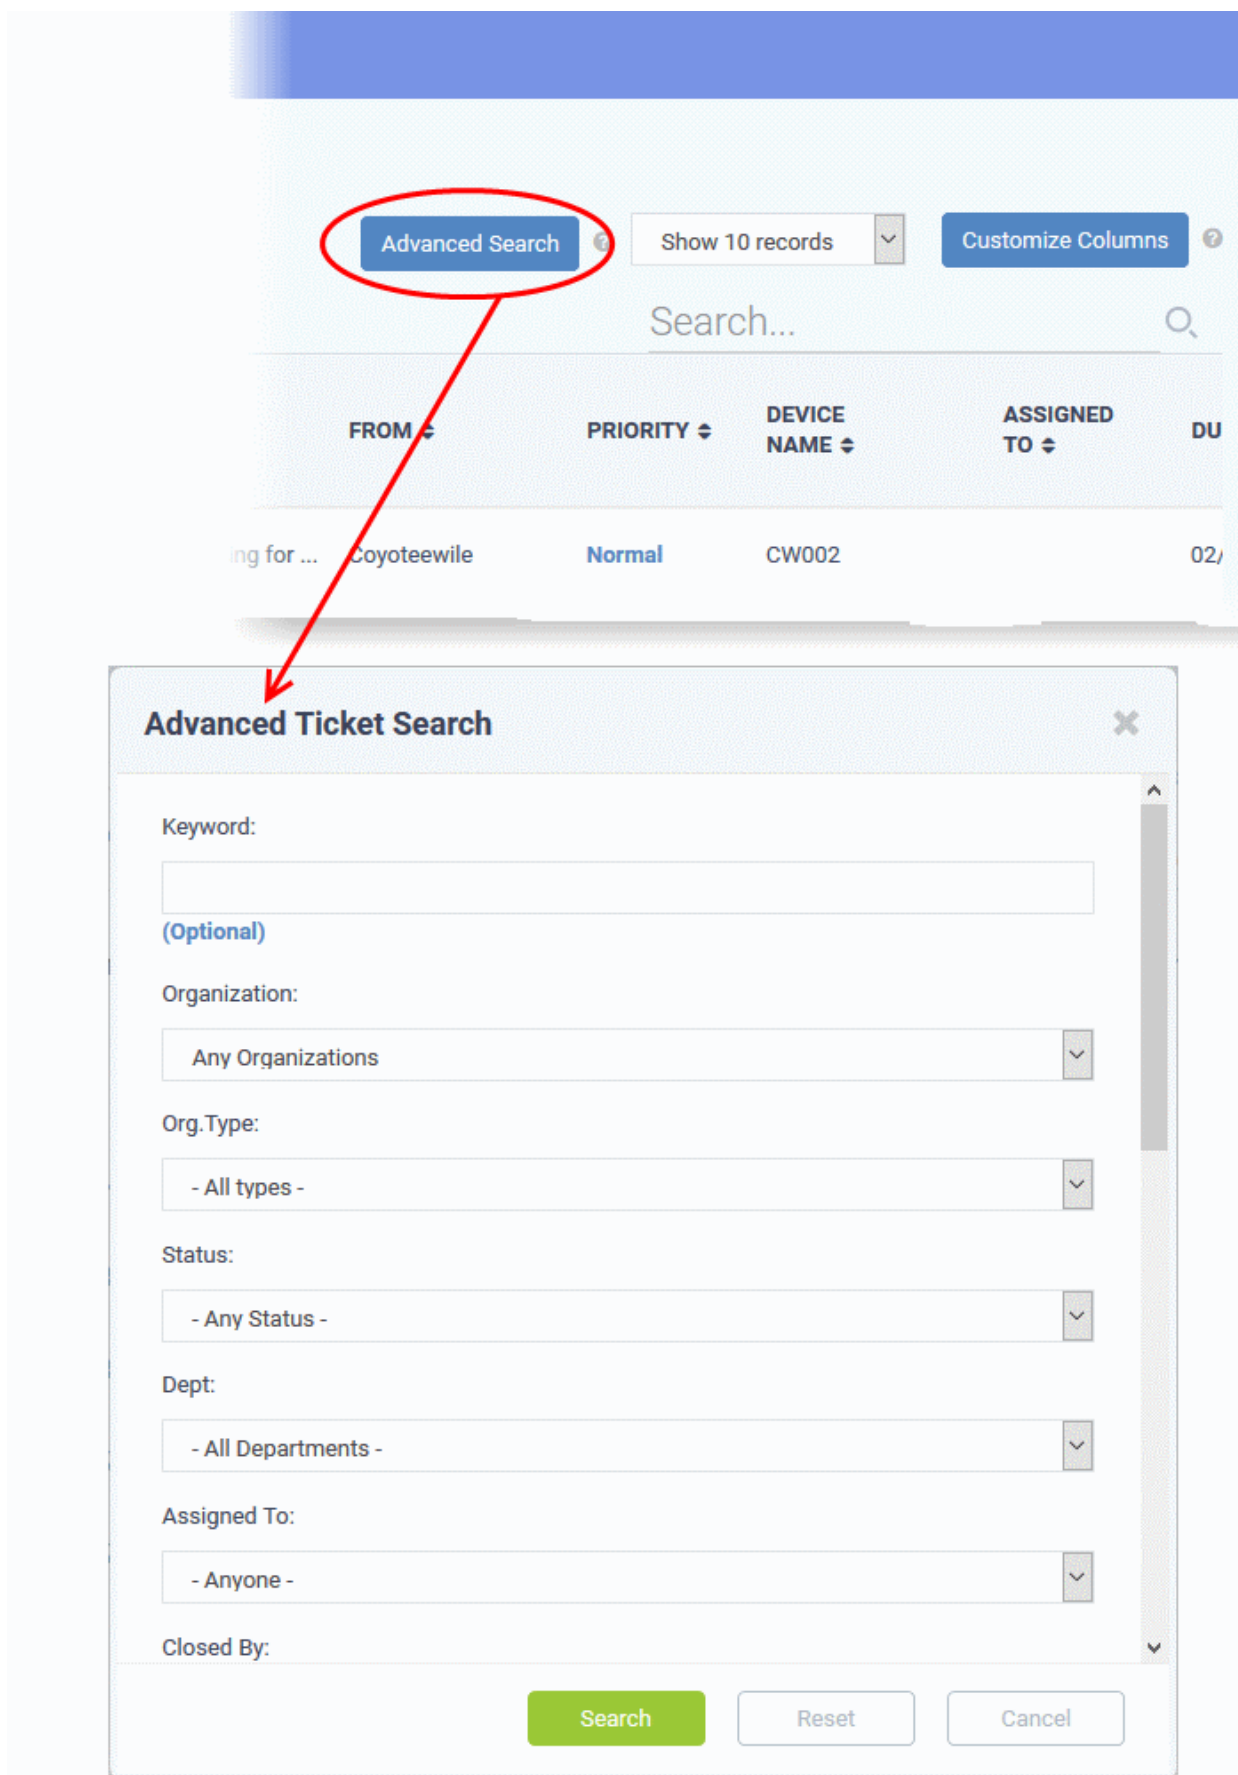 Advanced Search Show 10 records Customize Columns
Search...
FROM PRIORITY DEVICE NAME ASSIGNED TO DU
ng for ... Coyoteewile Normal CW002 02/
Advanced Ticket Search
Keyword:
(Optional)
Organization:
Any Organizations
Org.Type:
- All types -
Status:
- Any Status -
Dept:
- All Departments -
Assigned To:
- Anyone -
Closed By:
Search Reset Cancel